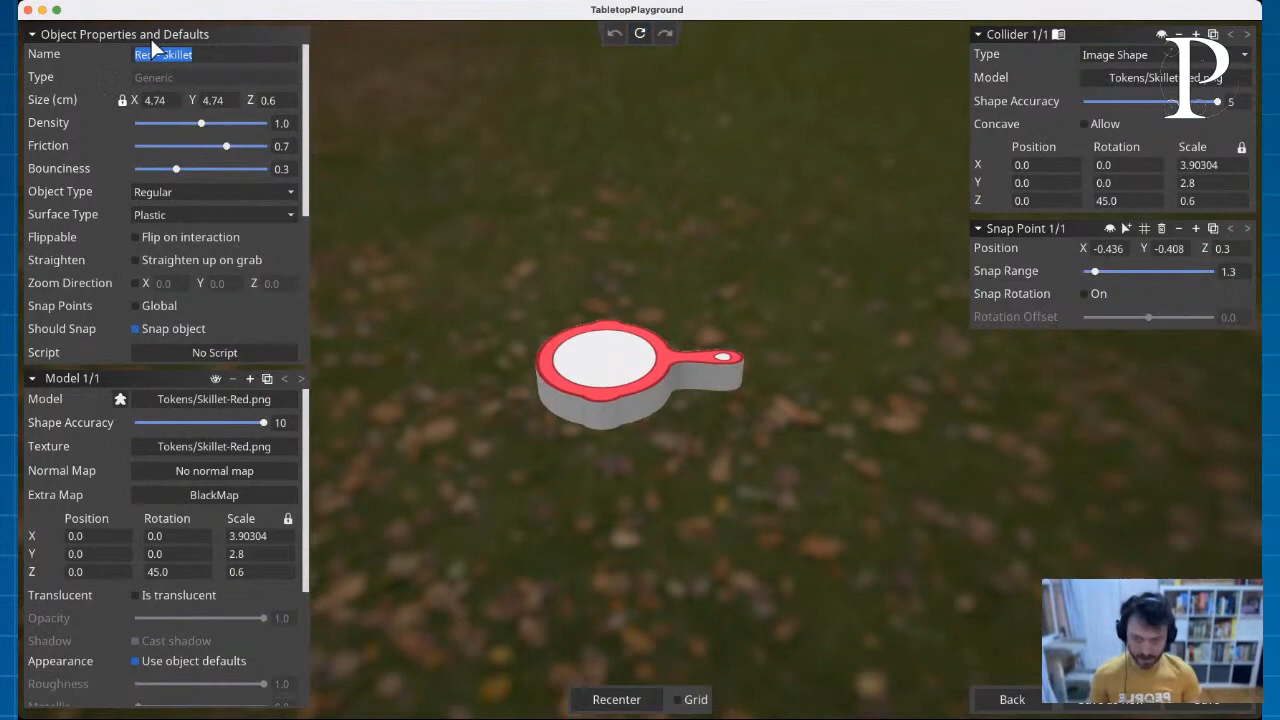 TabletopPlayground
Object Properties and Defaults
Name Red Skillet
Type Generic
Size (cm) X 4.74 Y 4.74 Z 0.6
Density 1.0
Friction 0.7
Bounciness 0.3
Object Type Regular
Surface Type Plastic
Flippable Flip on interaction
Straighten Straighten up on grab
Zoom Direction X 0.0 Y 0.0 Z 0.0
Snap Points Global
Should Snap Snap object
Script No Script
Model 1/1
Model Tokens/Skillet-Red.png
Shape Accuracy 10
Texture Tokens/Skillet-Red.png
Normal Map No normal map
Extra Map BlackMap
Position Rotation Scale
X 0.0 0.0 3.90304
Y 0.0 0.0 2.8
Z 0.0 45.0 0.6
Translucent Is translucent
Opacity 1.0
Shadow Cast shadow
Appearance Use object defaults
Roughness 1.0
Recenter Grid
Collider 1/1
Type Image Shape
Model Tokens/Skillet-Red.png
P
Shape Accuracy 5
Concave Allow
Position Rotation Scale
X 0.0 0.0 3.90304
Y 0.0 0.0 2.8
Z 0.0 45.0 0.6
Snap Point 1/1
Position X -0.436 Y -0.408 Z 0.3
Snap Range 1.3
Snap Rotation On
Rotation Offset 0.0
Back
PEOPLE